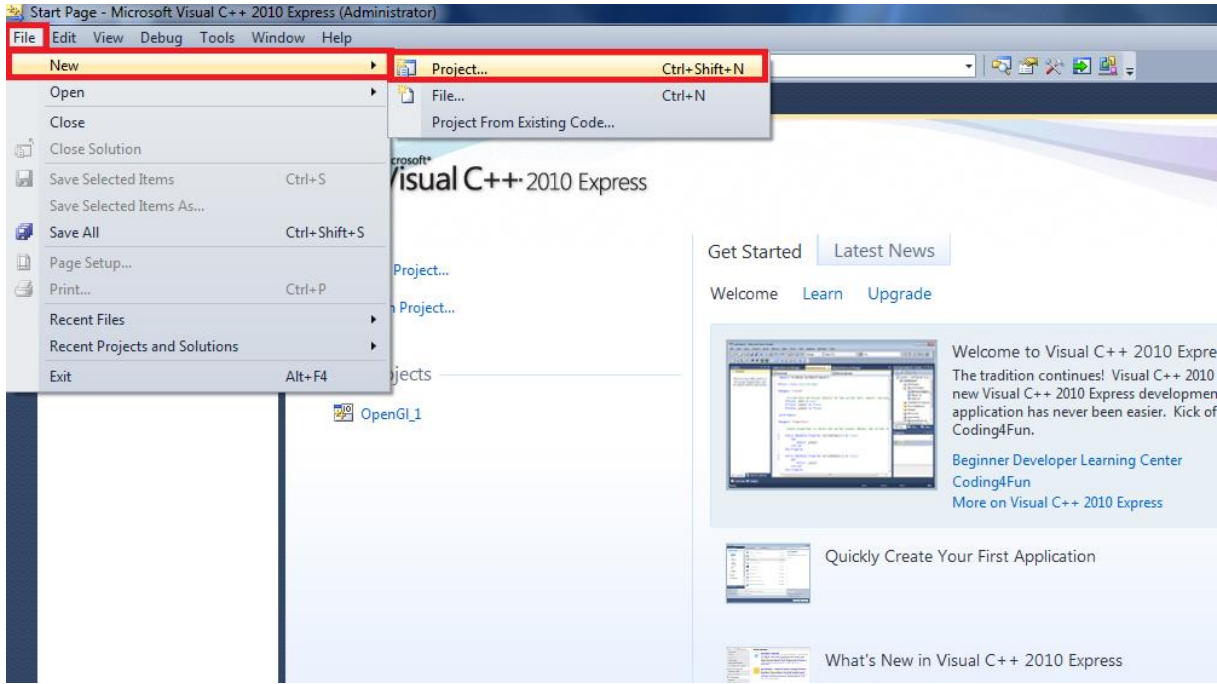 Start Page - Microsoft Visual C++ 2010 Express (Administrator)
File Edit View Debug Tools Window Help
New
Open
Close
Close Solution
Save Selected Items Ctrl+S
Save Selected Items As...
Save All Ctrl+Shift+S
Page Setup...
Print... Ctrl+P
Recent Files
Recent Projects and Solutions
Exit Alt+F4
Project... Ctrl+Shift+N
File... Ctrl+N
Project From Existing Code...
crosoft®
isual C++ 2010 Express
Project...
n Project...
ojects
OpenGl_1
Get Started Latest News
Welcome Learn Upgrade
Welcome to Visual C++ 2010 Expre
The tradition continues! Visual C++ 2010
new Visual C++ 2010 Express developmen
application has never been easier. Kick of
Coding4Fun.
Beginner Developer Learning Center
Coding4Fun
More on Visual C++ 2010 Express
Quickly Create Your First Application
What's New in Visual C++ 2010 Express